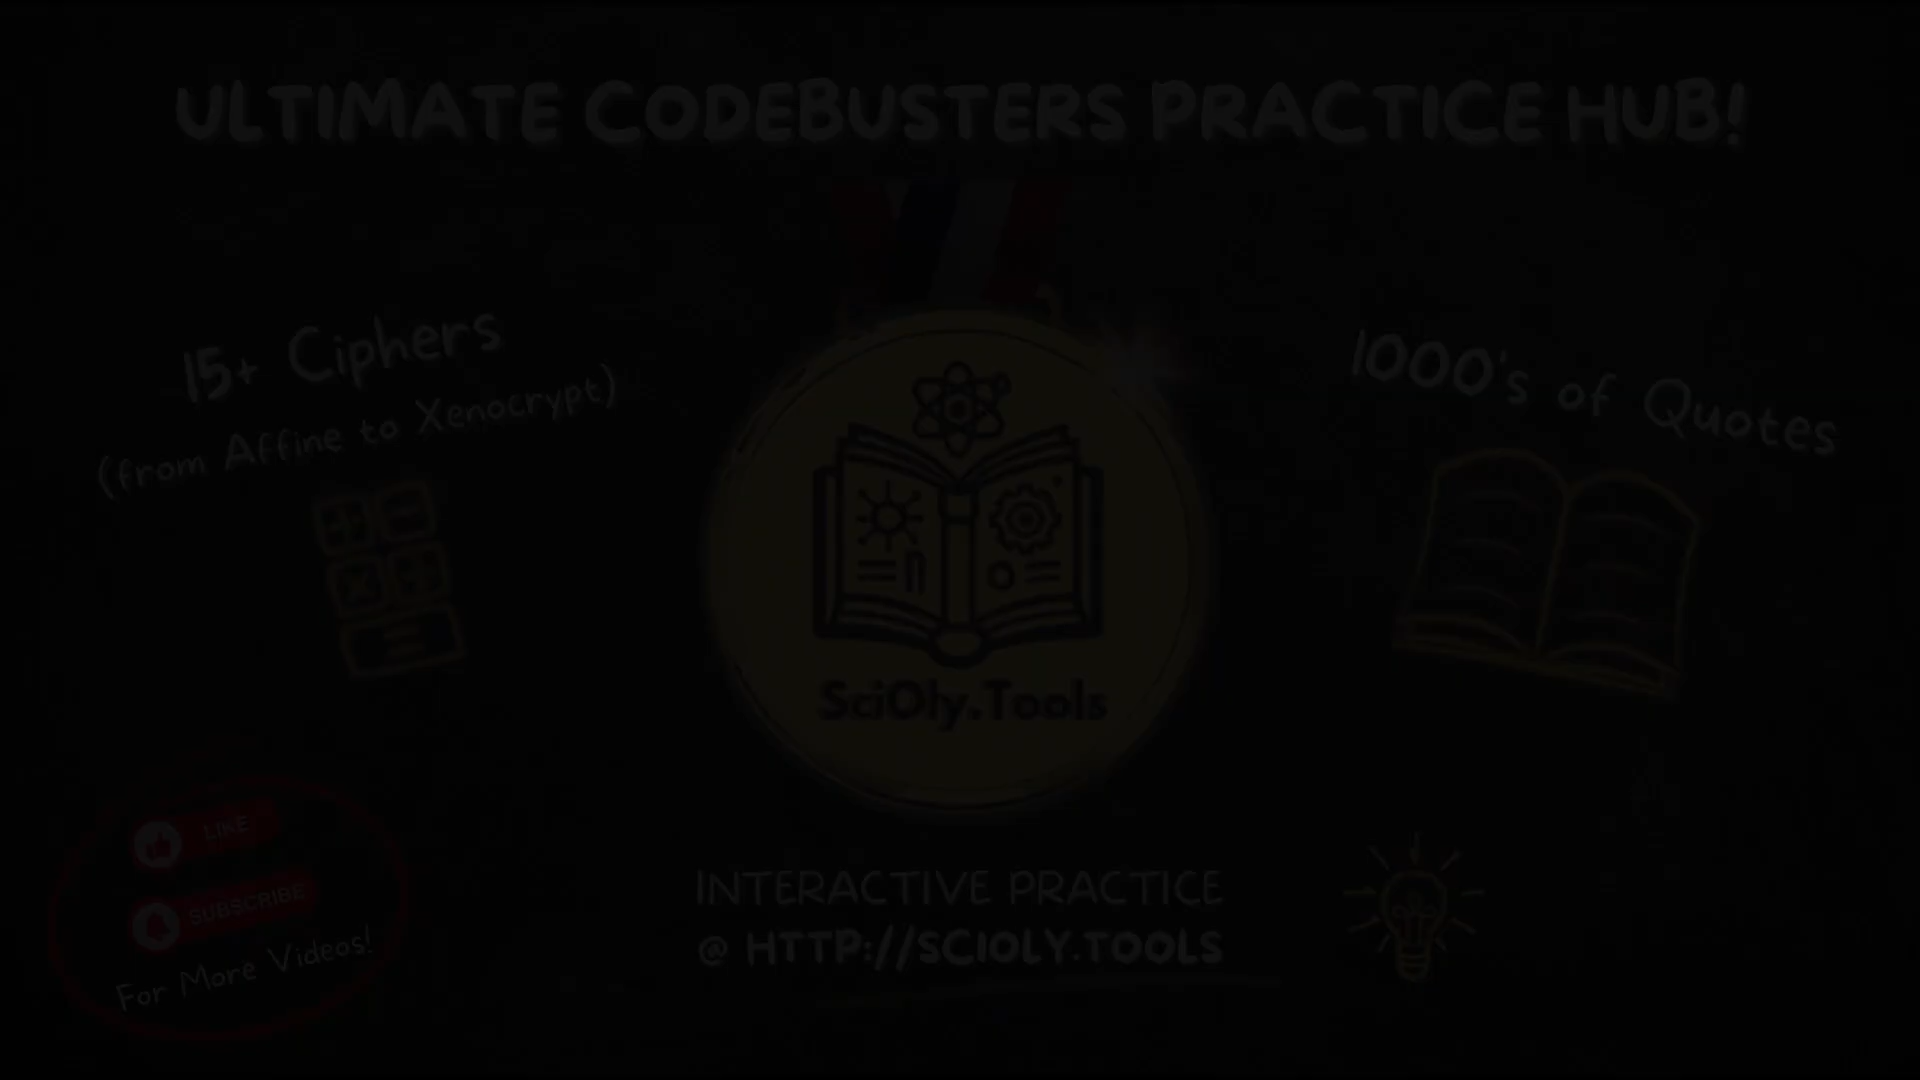 ULTIMATE CODEBUSTERS PRACTICE HUB!
15+ Ciphers
(from Affine to Xenocrypt)
1000's of Quotes
SciOly.Tools
LIKE
SUBSCRIBE
For More Videos!
INTERACTIVE PRACTICE
@ HTTP://SCIOLY.TOOLS